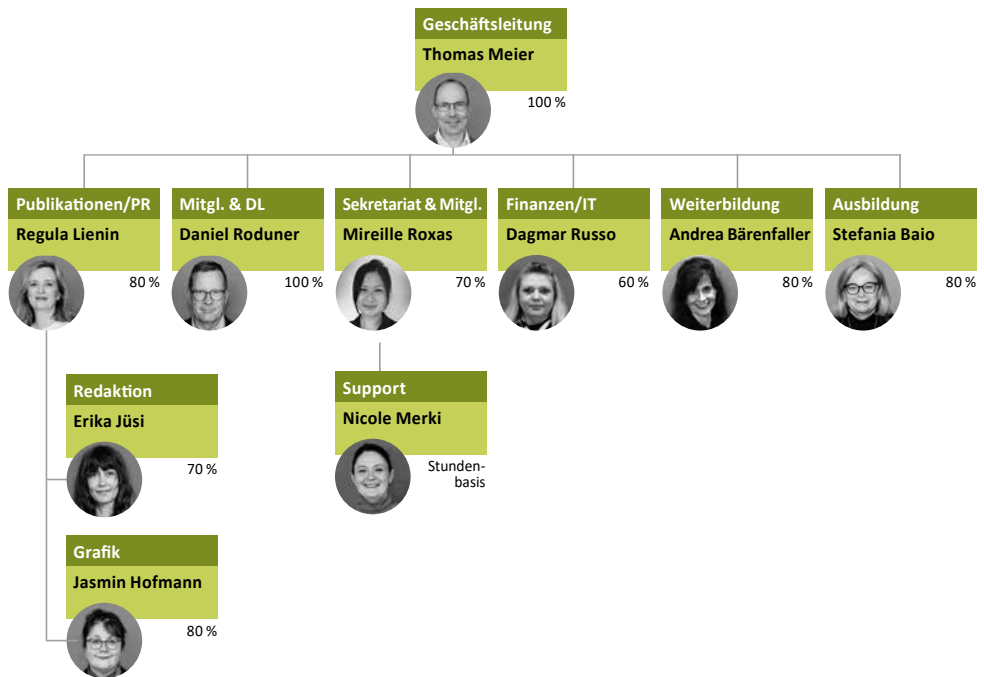 Geschäftsleitung
Thomas Meier
100 %
Publikationen/PR
Regula Lienin
80 %
Mitgl. & DL
Daniel Roduner
100 %
Sekretariat & Mitgl.
Mireille Roxas
70 %
Finanzen/IT
Dagmar Russo
60 %
Weiterbildung
Andrea Bärenfaller
80 %
Ausbildung
Stefania Baio
80 %
Redaktion
Erika Jüsi
70 %
Support
Nicole Merki
Stunden-
basis
Grafik
Jasmin Hofmann
80 %